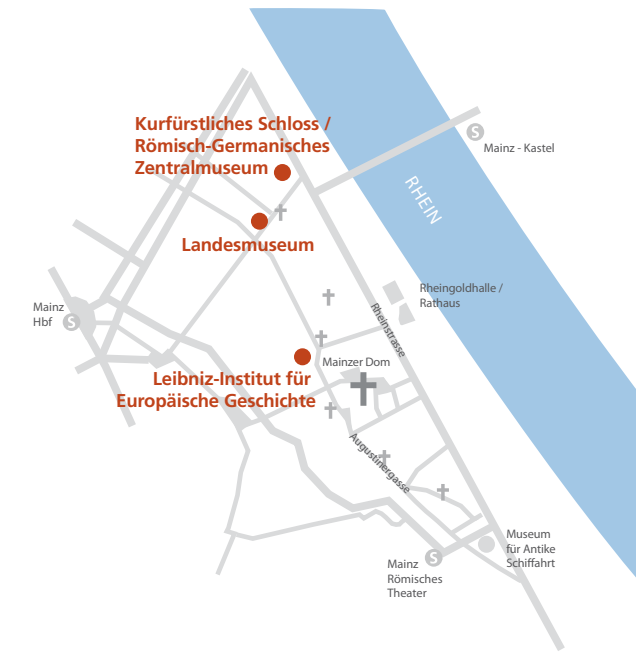 Kurfürstliches Schloss /
Römisch-Germanisches
Zentralmuseum
S
Mainz - Kastel
RHEIN
Landesmuseum
Mainz
Hbf
S
Rheingoldhalle /
Rathaus
Rheinstrasse
Mainzer Dom
Leibniz-Institut für
Europäische Geschichte
Augustinergasse
Museum
für Antike
Schiffahrt
S
Mainz
Römisches
Theater